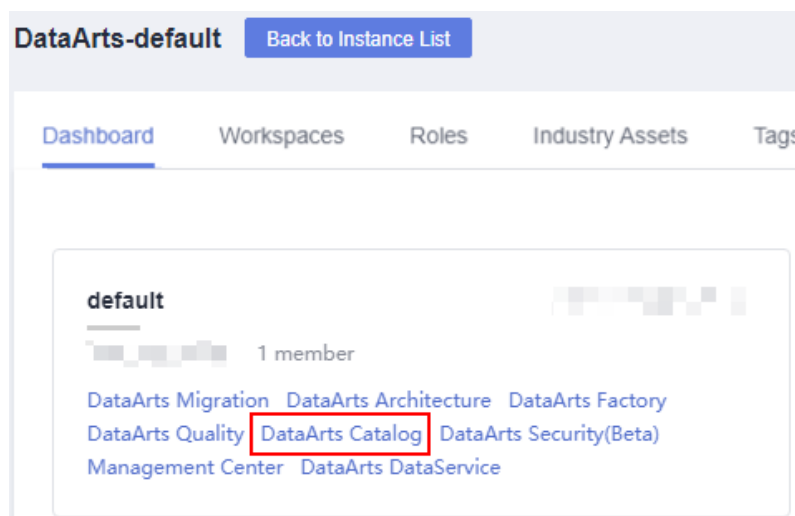 DataArts-default Back to Instance List
Dashboard Workspaces Roles Industry Assets Tags
default
1 member
DataArts Migration DataArts Architecture DataArts Factory
DataArts Quality DataArts Catalog DataArts Security(Beta)
Management Center DataArts DataService